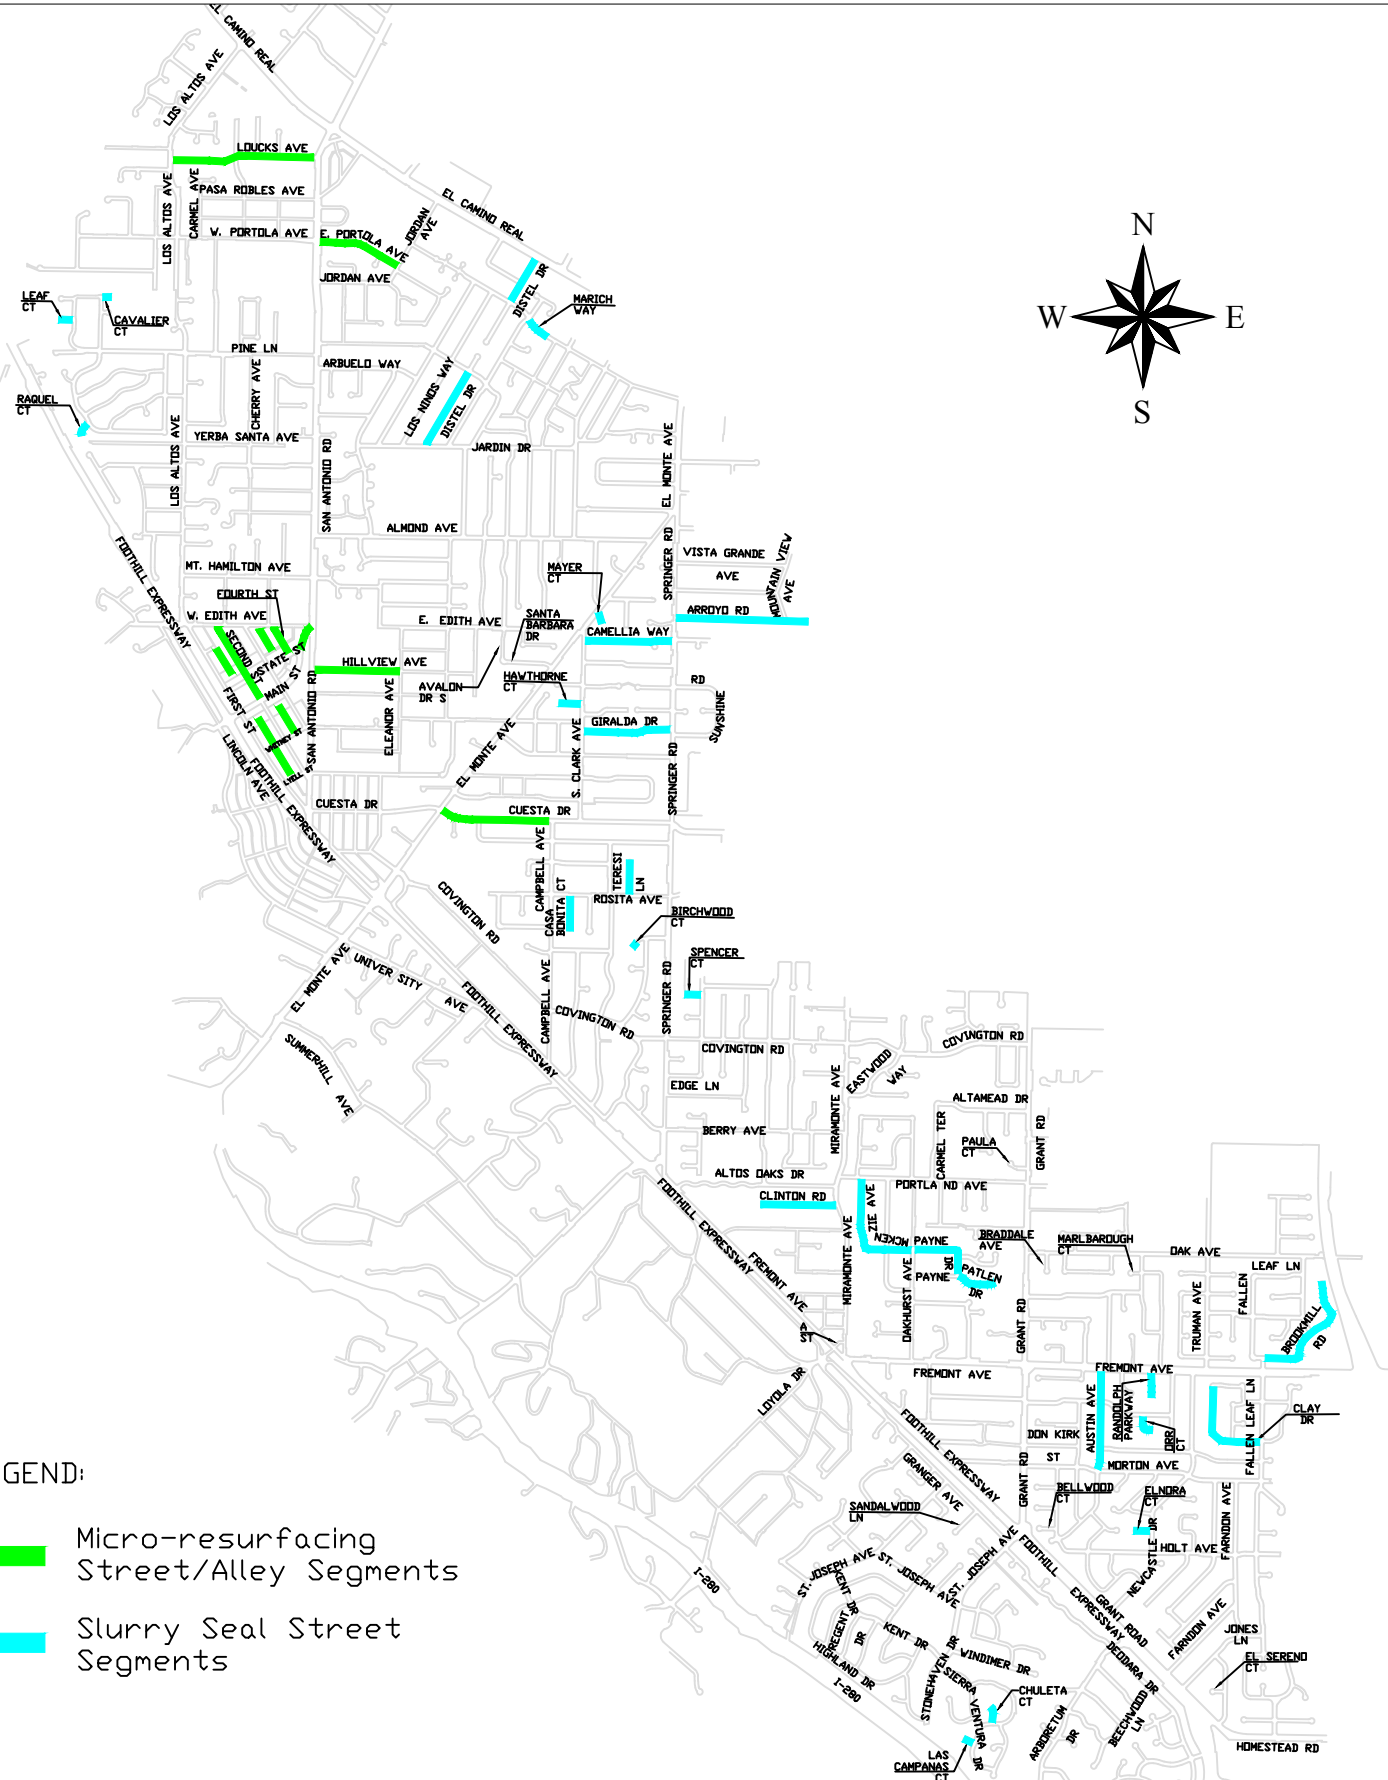 EL CAMINO REAL
LOS ALTOS AVE
LOUCKS AVE
LOS ALTOS AVE
CARMEL AVE
PASA ROBLES AVE
W. PORTOLA AVE
E. PORTOLA AVE
JORDAN
AVE
EL CAMINO REAL
JORDAN AVE
DISTEL DR
MARICH
WAY
LEAF
CT
CAVALIER
CT
PINE LN
ARBUELO WAY
CHERRY AVE
LOS NINOS WAY
DISTEL DR
RAQUEL
CT
LOS ALTOS AVE
YERBA SANTA AVE
SAN ANTONIO RD
JARDIN DR
EL MONTE AVE
ALMOND AVE
FOOTHILL EXPRESSWAY
MT. HAMILTON AVE
SPRINGER RD
VISTA GRANDE
AVE
MOUNTAIN VIEW
AVE
MAYER
CT
FOURTH ST
W. EDITH AVE
E. EDITH AVE
SANTA
BARBARA
DR
ARROYO RD
CAMELLIA WAY
SECOND
ST
STATE ST
MAIN ST
HILLVIEW AVE
AVALON
DR S
HAWTHORNE
CT
RD
SUNSHINE
FIRST ST
WHITNEY ST
LYELL ST
SAN ANTONIO RD
ELEANOR AVE
EL MONTE AVE
S. CLARK AVE
GIRALDA DR
SPRINGER RD
LINCOLN AVE
FOOTHILL EXPRESSWAY
CUESTA DR
CUESTA DR
CAMPBELL AVE
CASA
BONITA CT
TERESI
LN
ROSITA AVE
COVINGTON RD
BIRCHWOOD
CT
SPENCER
CT
EL MONTE AVE
UNIVER SITY
AVE
FOOTHILL EXPRESSWAY
CAMPBELL AVE
COVINGTON RD
SPRINGER RD
COVINGTON RD
COVINGTON RD
SUMMERHILL AVE
EDGE LN
MIRAMONTE AVE
EASTWOOD
WAY
ALTAMEAD DR
BERRY AVE
CARMEL TER
PAULA
CT
GRANT RD
ALTOS OAKS DR
PORTLA ND AVE
CLINTON RD
FOOTHILL EXPRESSWAY
FREMONT AVE
MIRAMONTE AVE
MCKEN
ZIE AVE
PAYNE
DR
PAYNE
PATLEN
DR
OAKHURST AVE
BRADDALE
AVE
MARLBAROUGH
CT
OAK AVE
LEAF LN
FALLEN
TRUMAN AVE
BROOKMILL
RD
GRANT RD
A
ST
FREMONT AVE
FREMONT AVE
LOYOLA DR
AUSTIN AVE
RANDOLPH
PARKWAY
ORR
CT
FALLEN LEAF LN
CLAY
DR
DON KIRK
ST
MORTON AVE
FOOTHILL EXPRESSWAY
GRANGER AVE
GRANT RD
BELLWOOD
CT
ELNORA
CT
FARNDON AVE
SANDALWOOD
LN
HOLT AVE
NEWCASTLE DR
ST. JOSEPH AVE
ST. JOSEPH AVE
ST. JOSEPH AVE
FOOTHILL
EXPRESSWAY
GRANT ROAD
I-280
KENT DR
REGENT
DR
HIGHLAND DR
KENT DR
STONEHAVEN DR
WINDIMER DR
SIERRA
VENTURA DR
I-280
CHULETA
CT
LAS
CAMPANAS
CT
DEODARA DR
BEECHWOOD
LN
ARBORETUM
DR
FARNDON AVE
JONES
LN
EL SERENO
CT
HOMESTEAD RD
N
W
E
S
GEND:
Micro-resurfacing
Street/Alley Segments
Slurry Seal Street
Segments